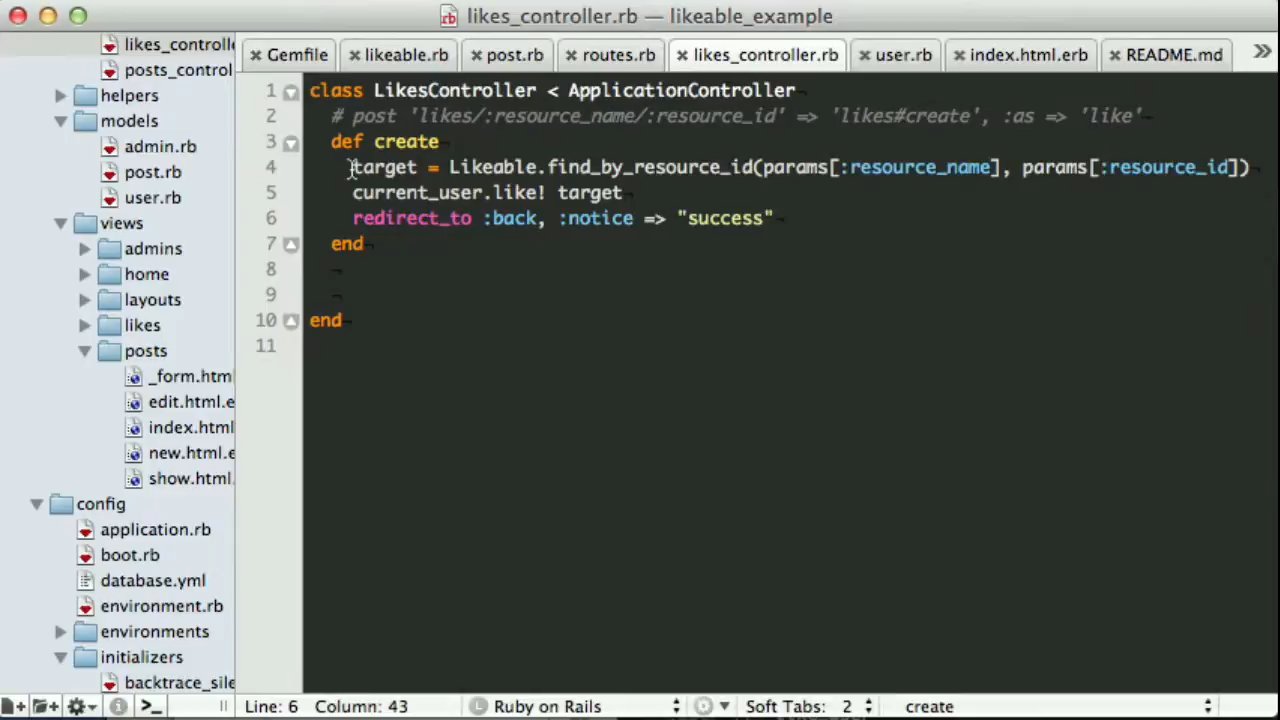 likes_controller.rb — likeable_example
Gemfile likeable.rb post.rb routes.rb likes_controller.rb user.rb index.html.erb README.md »
likes_controll
posts_control
helpers
models
admin.rb
post.rb
user.rb
views
admins
home
layouts
likes
posts
_form.html
edit.html.e
index.html
new.html.e
show.html.
config
application.rb
boot.rb
database.yml
environment.rb
environments
initializers
backtrace_sile
1 class LikesController < ApplicationController
2 # post 'likes/:resource_name/:resource_id' => 'likes#create', :as => 'like'
3 def create
4 target = Likeable.find_by_resource_id(params[:resource_name], params[:resource_id])
5 current_user.like! target
6 redirect_to :back, :notice => "success"
7 end
8
9
10 end
11
Line: 6 Column: 43 Ruby on Rails Soft Tabs: 2 create